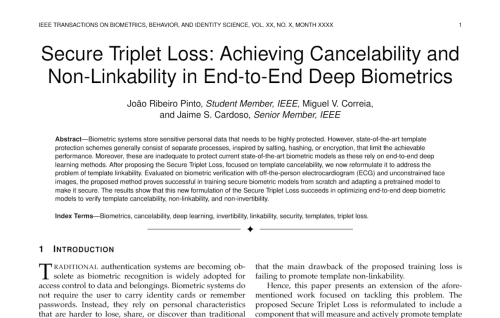 IEEE TRANSACTIONS ON BIOMETRICS, BEHAVIOR, AND IDENTITY SCIENCE, VOL. XX, NO. X, MONTH XXXX 1
Secure Triplet Loss: Achieving Cancelability and
Non-Linkability in End-to-End Deep Biometrics
João Ribeiro Pinto, Student Member, IEEE, Miguel V. Correia,
and Jaime S. Cardoso, Senior Member, IEEE
Abstract—Biometric systems store sensitive personal data that needs to be highly protected. However, state-of-the-art template
protection schemes generally consist of separate processes, inspired by salting, hashing, or encryption, that limit the achievable
performance. Moreover, these are inadequate to protect current state-of-the-art biometric models as these rely on end-to-end deep
learning methods. After proposing the Secure Triplet Loss, focused on template cancelability, we now reformulate it to address the
problem of template linkability. Evaluated on biometric verification with off-the-person electrocardiogram (ECG) and unconstrained face
images, the proposed method proves successful in training secure biometric models from scratch and adapting a pretrained model to
make it secure. The results show that this new formulation of the Secure Triplet Loss succeeds in optimizing end-to-end deep biometric
models to verify template cancelability, non-linkability, and non-invertibility.
Index Terms—Biometrics, cancelability, deep learning, invertibility, linkability, security, templates, triplet loss.
1 INTRODUCTION
TRADITIONAL authentication systems are becoming ob-
solete as biometric recognition is widely adopted for
access control to data and belongings. Biometric systems do
not require the user to carry identity cards or remember
passwords. Instead, they rely on personal characteristics
that are harder to lose, share, or discover than traditional
that the main drawback of the proposed training loss is
failing to promote template non-linkability.
Hence, this paper presents an extension of the afore-
mentioned work focused on tackling this problem. The
proposed Secure Triplet Loss is reformulated to include a
component that will measure and actively promote template